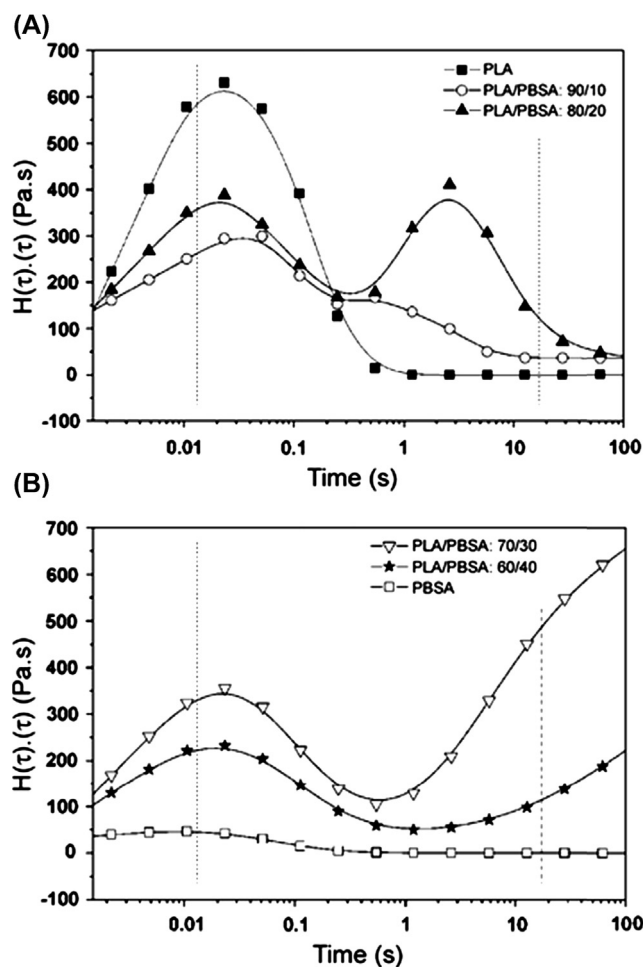 (A)
700
600
500
400
300
200
100
0
-100
H(τ).(τ) (Pa.s)
PLA
PLA/PBSA: 90/10
PLA/PBSA: 80/20
0.01 0.1 1 10 100
Time (s)
(B)
700
600
500
400
300
200
100
0
-100
H(τ).(τ) (Pa.s)
PLA/PBSA: 70/30
PLA/PBSA: 60/40
PBSA
0.01 0.1 1 10 100
Time (s)